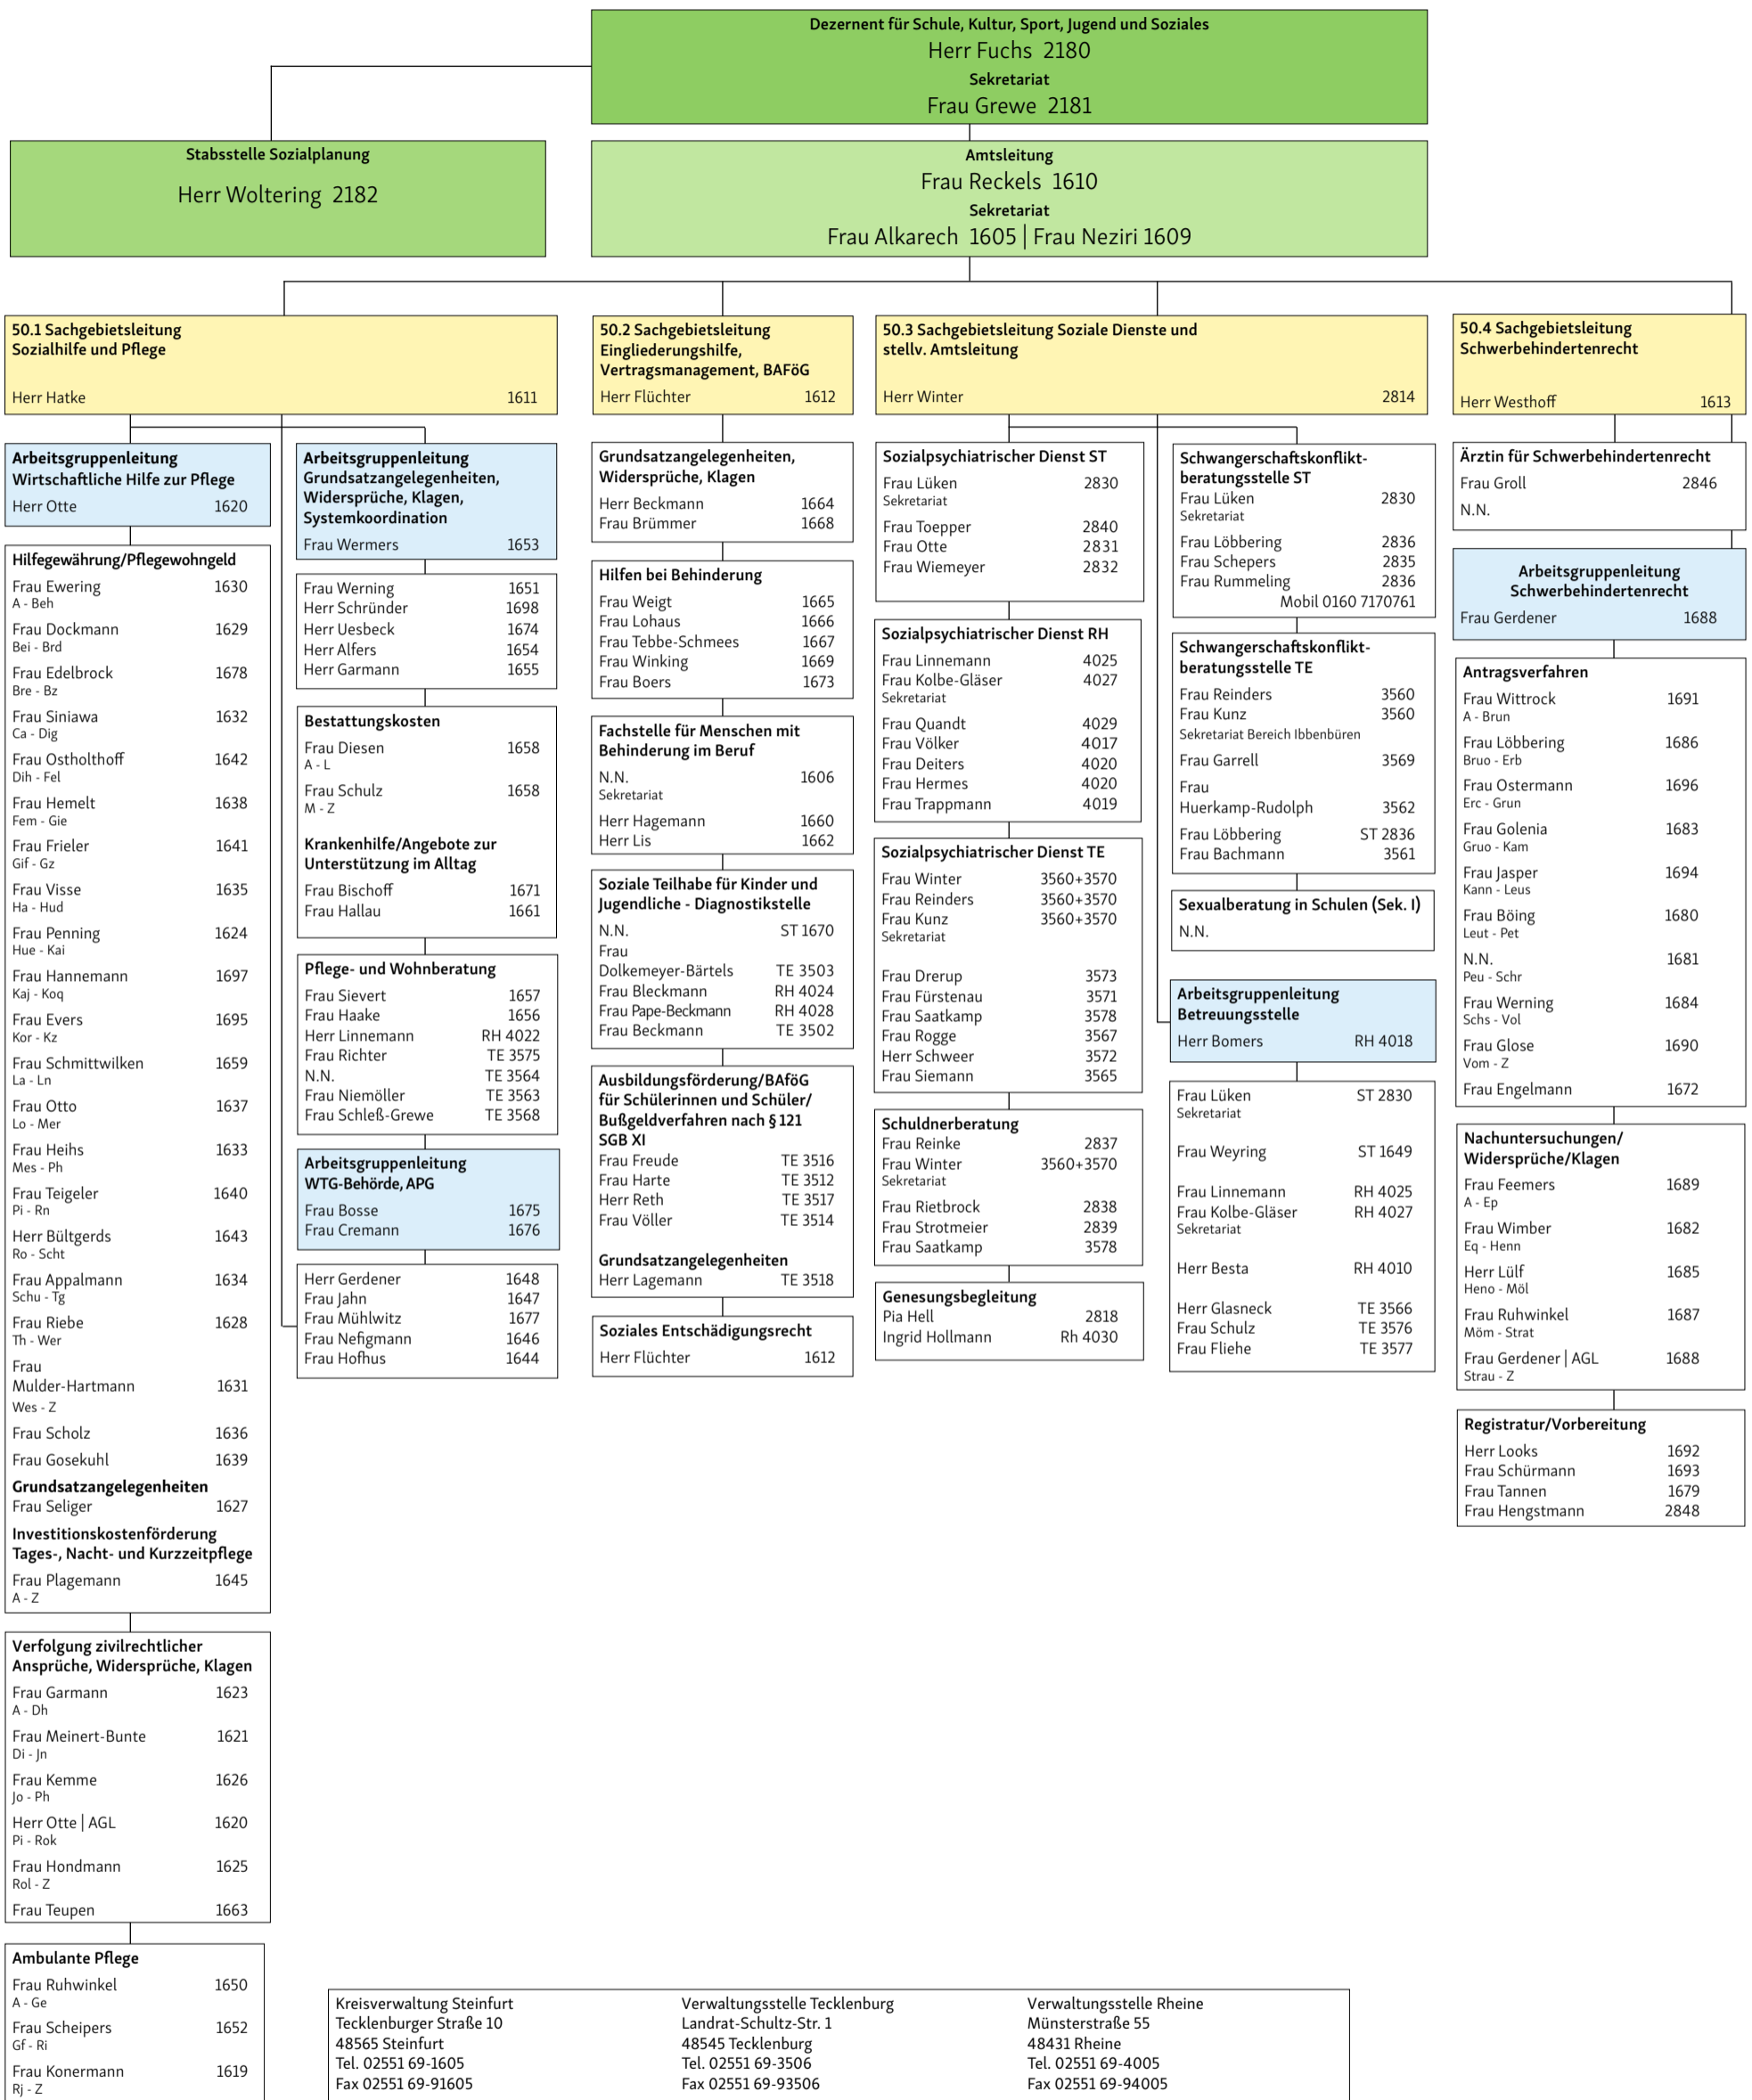 Dezernent für Schule, Kultur, Sport, Jugend und Soziales
Herr Fuchs 2180
Sekretariat
Frau Grewe 2181
Stabsstelle Sozialplanung
Herr Woltering 2182
Amtsleitung
Frau Reckels 1610
Sekretariat
Frau Alkarech 1605 | Frau Neziri 1609
50.1 Sachgebietsleitung
Sozialhilfe und Pflege
Herr Hatke 1611
Arbeitsgruppenleitung
Wirtschaftliche Hilfe zur Pflege
Herr Otte 1620
Hilfegewährung/Pflegewohngeld
Frau Ewering 1630
A - Beh
Frau Dockmann 1629
Bei - Brd
Frau Edelbrock 1678
Bre - Bz
Frau Siniawa 1632
Ca - Dig
Frau Ostholthoff 1642
Dih - Fel
Frau Hemelt 1638
Fem - Gie
Frau Frieler 1641
Gif - Gz
Frau Visse 1635
Ha - Hud
Frau Penning 1624
Hue - Kai
Frau Hannemann 1697
Kaj - Koq
Frau Evers 1695
Kor - Kz
Frau Schmittwilken 1659
La - Ln
Frau Otto 1637
Lo - Mer
Frau Heihs 1633
Mes - Ph
Frau Teigeler 1640
Pi - Rn
Herr Bültgerds 1643
Ro - Scht
Frau Appalmann 1634
Schu - Tg
Frau Riebe 1628
Th - Wer
Frau
Mulder-Hartmann 1631
Wes - Z
Frau Scholz 1636
Frau Gosekuhl 1639
Grundsatzangelegenheiten
Frau Seliger 1627
Investitionskostenförderung
Tages-, Nacht- und Kurzzeitpflege
Frau Plagemann 1645
A - Z
Verfolgung zivilrechtlicher
Ansprüche, Widersprüche, Klagen
Frau Garmann 1623
A - Dh
Frau Meinert-Bunte 1621
Di - Jn
Frau Kemme 1626
Jo - Ph
Herr Otte | AGL 1620
Pi - Rok
Frau Hondmann 1625
Rol - Z
Frau Teupen 1663
Ambulante Pflege
Frau Ruhwinkel 1650
A - Ge
Frau Scheipers 1652
Gf - Ri
Frau Konermann 1619
Rj - Z
Arbeitsgruppenleitung
Grundsatzangelegenheiten,
Widersprüche, Klagen,
Systemkoordination
Frau Wermers 1653
Frau Werning 1651
Herr Schründer 1698
Herr Uesbeck 1674
Herr Alfers 1654
Herr Garmann 1655
Bestattungskosten
Frau Diesen 1658
A - L
Frau Schulz 1658
M - Z
Krankenhilfe/Angebote zur
Unterstützung im Alltag
Frau Bischoff 1671
Frau Hallau 1661
Pflege- und Wohnberatung
Frau Sievert 1657
Frau Haake 1656
Herr Linnemann RH 4022
Frau Richter TE 3575
N.N. TE 3564
Frau Niemöller TE 3563
Frau Schleß-Grewe TE 3568
Arbeitsgruppenleitung
WTG-Behörde, APG
Frau Bosse 1675
Frau Cremann 1676
Herr Gerdener 1648
Frau Jahn 1647
Frau Mühlwitz 1677
Frau Nefigmann 1646
Frau Hofhus 1644
50.2 Sachgebietsleitung
Eingliederungshilfe,
Vertragsmanagement, BAFöG
Herr Flüchter 1612
Grundsatzangelegenheiten,
Widersprüche, Klagen
Herr Beckmann 1664
Frau Brümmer 1668
Hilfen bei Behinderung
Frau Weigt 1665
Frau Lohaus 1666
Frau Tebbe-Schmees 1667
Frau Winking 1669
Frau Boers 1673
Fachstelle für Menschen mit
Behinderung im Beruf
N.N. 1606
Sekretariat
Herr Hagemann 1660
Herr Lis 1662
Soziale Teilhabe für Kinder und
Jugendliche - Diagnostikstelle
N.N. ST 1670
Frau
Dolkemeyer-Bärtels TE 3503
Frau Bleckmann RH 4024
Frau Pape-Beckmann RH 4028
Frau Beckmann TE 3502
Ausbildungsförderung/BAföG
für Schülerinnen und Schüler/
Bußgeldverfahren nach § 121
SGB XI
Frau Freude TE 3516
Frau Harte TE 3512
Herr Reth TE 3517
Frau Völler TE 3514
Grundsatzangelegenheiten
Herr Lagemann TE 3518
Soziales Entschädigungsrecht
Herr Flüchter 1612
50.3 Sachgebietsleitung Soziale Dienste und
stellv. Amtsleitung
Herr Winter 2814
Sozialpsychiatrischer Dienst ST
Frau Lüken 2830
Sekretariat
Frau Toepper 2840
Frau Otte 2831
Frau Wiemeyer 2832
Sozialpsychiatrischer Dienst RH
Frau Linnemann 4025
Frau Kolbe-Gläser 4027
Sekretariat
Frau Quandt 4029
Frau Völker 4017
Frau Deiters 4020
Frau Hermes 4020
Frau Trappmann 4019
Sozialpsychiatrischer Dienst TE
Frau Winter 3560+3570
Frau Reinders 3560+3570
Frau Kunz 3560+3570
Sekretariat
Frau Drerup 3573
Frau Fürstenau 3571
Frau Saatkamp 3578
Frau Rogge 3567
Herr Schweer 3572
Frau Siemann 3565
Schuldnerberatung
Frau Reinke 2837
Frau Winter 3560+3570
Sekretariat
Frau Rietbrock 2838
Frau Strotmeier 2839
Frau Saatkamp 3578
Genesungsbegleitung
Pia Hell 2818
Ingrid Hollmann Rh 4030
Schwangerschaftskonflikt-
beratungsstelle ST
Frau Lüken 2830
Sekretariat
Frau Löbbering 2836
Frau Schepers 2835
Frau Rummeling 2836
Mobil 0160 7170761
Schwangerschaftskonflikt-
beratungsstelle TE
Frau Reinders 3560
Frau Kunz 3560
Sekretariat Bereich Ibbenbüren
Frau Garrell 3569
Frau
Huerkamp-Rudolph 3562
Frau Löbbering ST 2836
Frau Bachmann 3561
Sexualberatung in Schulen (Sek. I)
N.N.
Arbeitsgruppenleitung
Betreuungsstelle
Herr Bomers RH 4018
Frau Lüken ST 2830
Sekretariat
Frau Weyring ST 1649
Frau Linnemann RH 4025
Frau Kolbe-Gläser RH 4027
Sekretariat
Herr Besta RH 4010
Herr Glasneck TE 3566
Frau Schulz TE 3576
Frau Fliehe TE 3577
50.4 Sachgebietsleitung
Schwerbehindertenrecht
Herr Westhoff 1613
Ärztin für Schwerbehindertenrecht
Frau Groll 2846
N.N.
Arbeitsgruppenleitung
Schwerbehindertenrecht
Frau Gerdener 1688
Antragsverfahren
Frau Wittrock 1691
A - Brun
Frau Löbbering 1686
Bruo - Erb
Frau Ostermann 1696
Erc - Grun
Frau Golenia 1683
Gruo - Kam
Frau Jasper 1694
Kann - Leus
Frau Böing 1680
Leut - Pet
N.N. 1681
Peu - Schr
Frau Werning 1684
Schs - Vol
Frau Glose 1690
Vom - Z
Frau Engelmann 1672
Nachuntersuchungen/
Widersprüche/Klagen
Frau Feemers 1689
A - Ep
Frau Wimber 1682
Eq - Henn
Herr Lülf 1685
Heno - Möl
Frau Ruhwinkel 1687
Möm - Strat
Frau Gerdener | AGL 1688
Strau - Z
Registratur/Vorbereitung
Herr Looks 1692
Frau Schürmann 1693
Frau Tannen 1679
Frau Hengstmann 2848
Kreisverwaltung Steinfurt
Tecklenburger Straße 10
48565 Steinfurt
Tel. 02551 69-1605
Fax 02551 69-91605
Verwaltungsstelle Tecklenburg
Landrat-Schultz-Str. 1
48545 Tecklenburg
Tel. 02551 69-3506
Fax 02551 69-93506
Verwaltungsstelle Rheine
Münsterstraße 55
48431 Rheine
Tel. 02551 69-4005
Fax 02551 69-94005